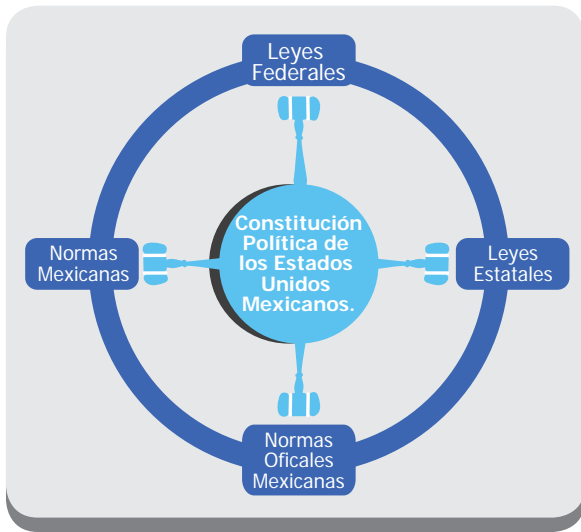 Leyes
Federales
Constitución
Política de
los Estados
Unidos
Mexicanos.
Normas
Mexicanas
Leyes
Estatales
Normas
Oficales
Mexicanas